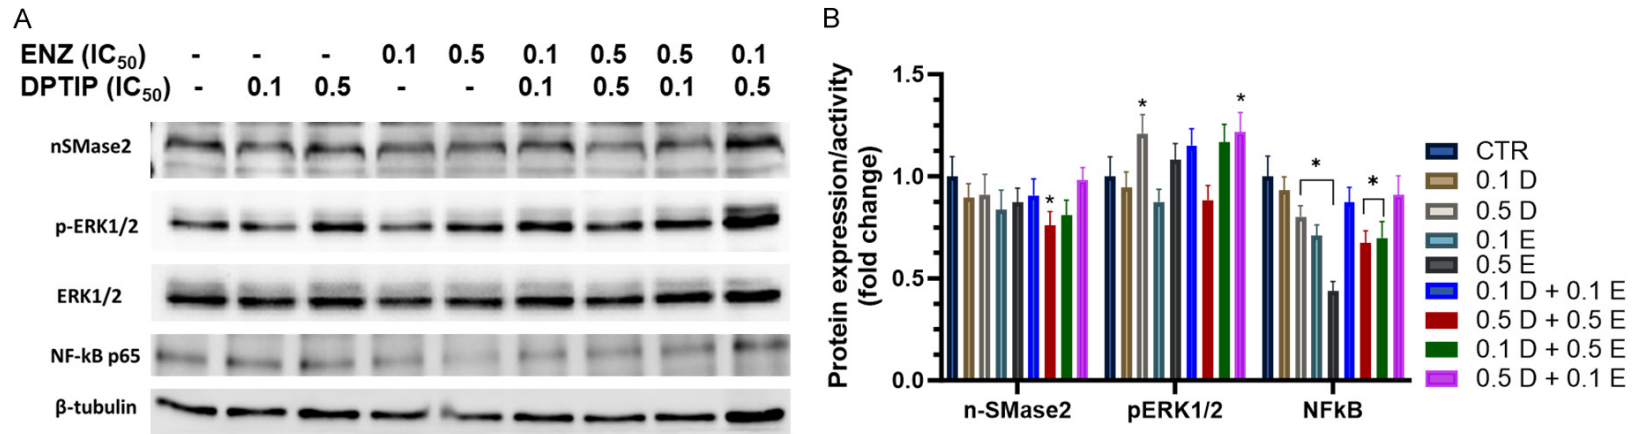 A
ENZ (IC50) - - - 0.1 0.5 0.1 0.5 0.5 0.1
DPTIP (IC50) - 0.1 0.5 - - 0.1 0.5 0.1 0.5
nSMase2
p-ERK1/2
ERK1/2
NF-kB p65
β-tubulin
B
Protein expression/activity
(fold change)
1.5
1.0
0.5
0.0
*
*
*
*
*
n-SMase2 pERK1/2 NFkB
CTR
0.1 D
0.5 D
0.1 E
0.5 E
0.1 D + 0.1 E
0.5 D + 0.5 E
0.1 D + 0.5 E
0.5 D + 0.1 E